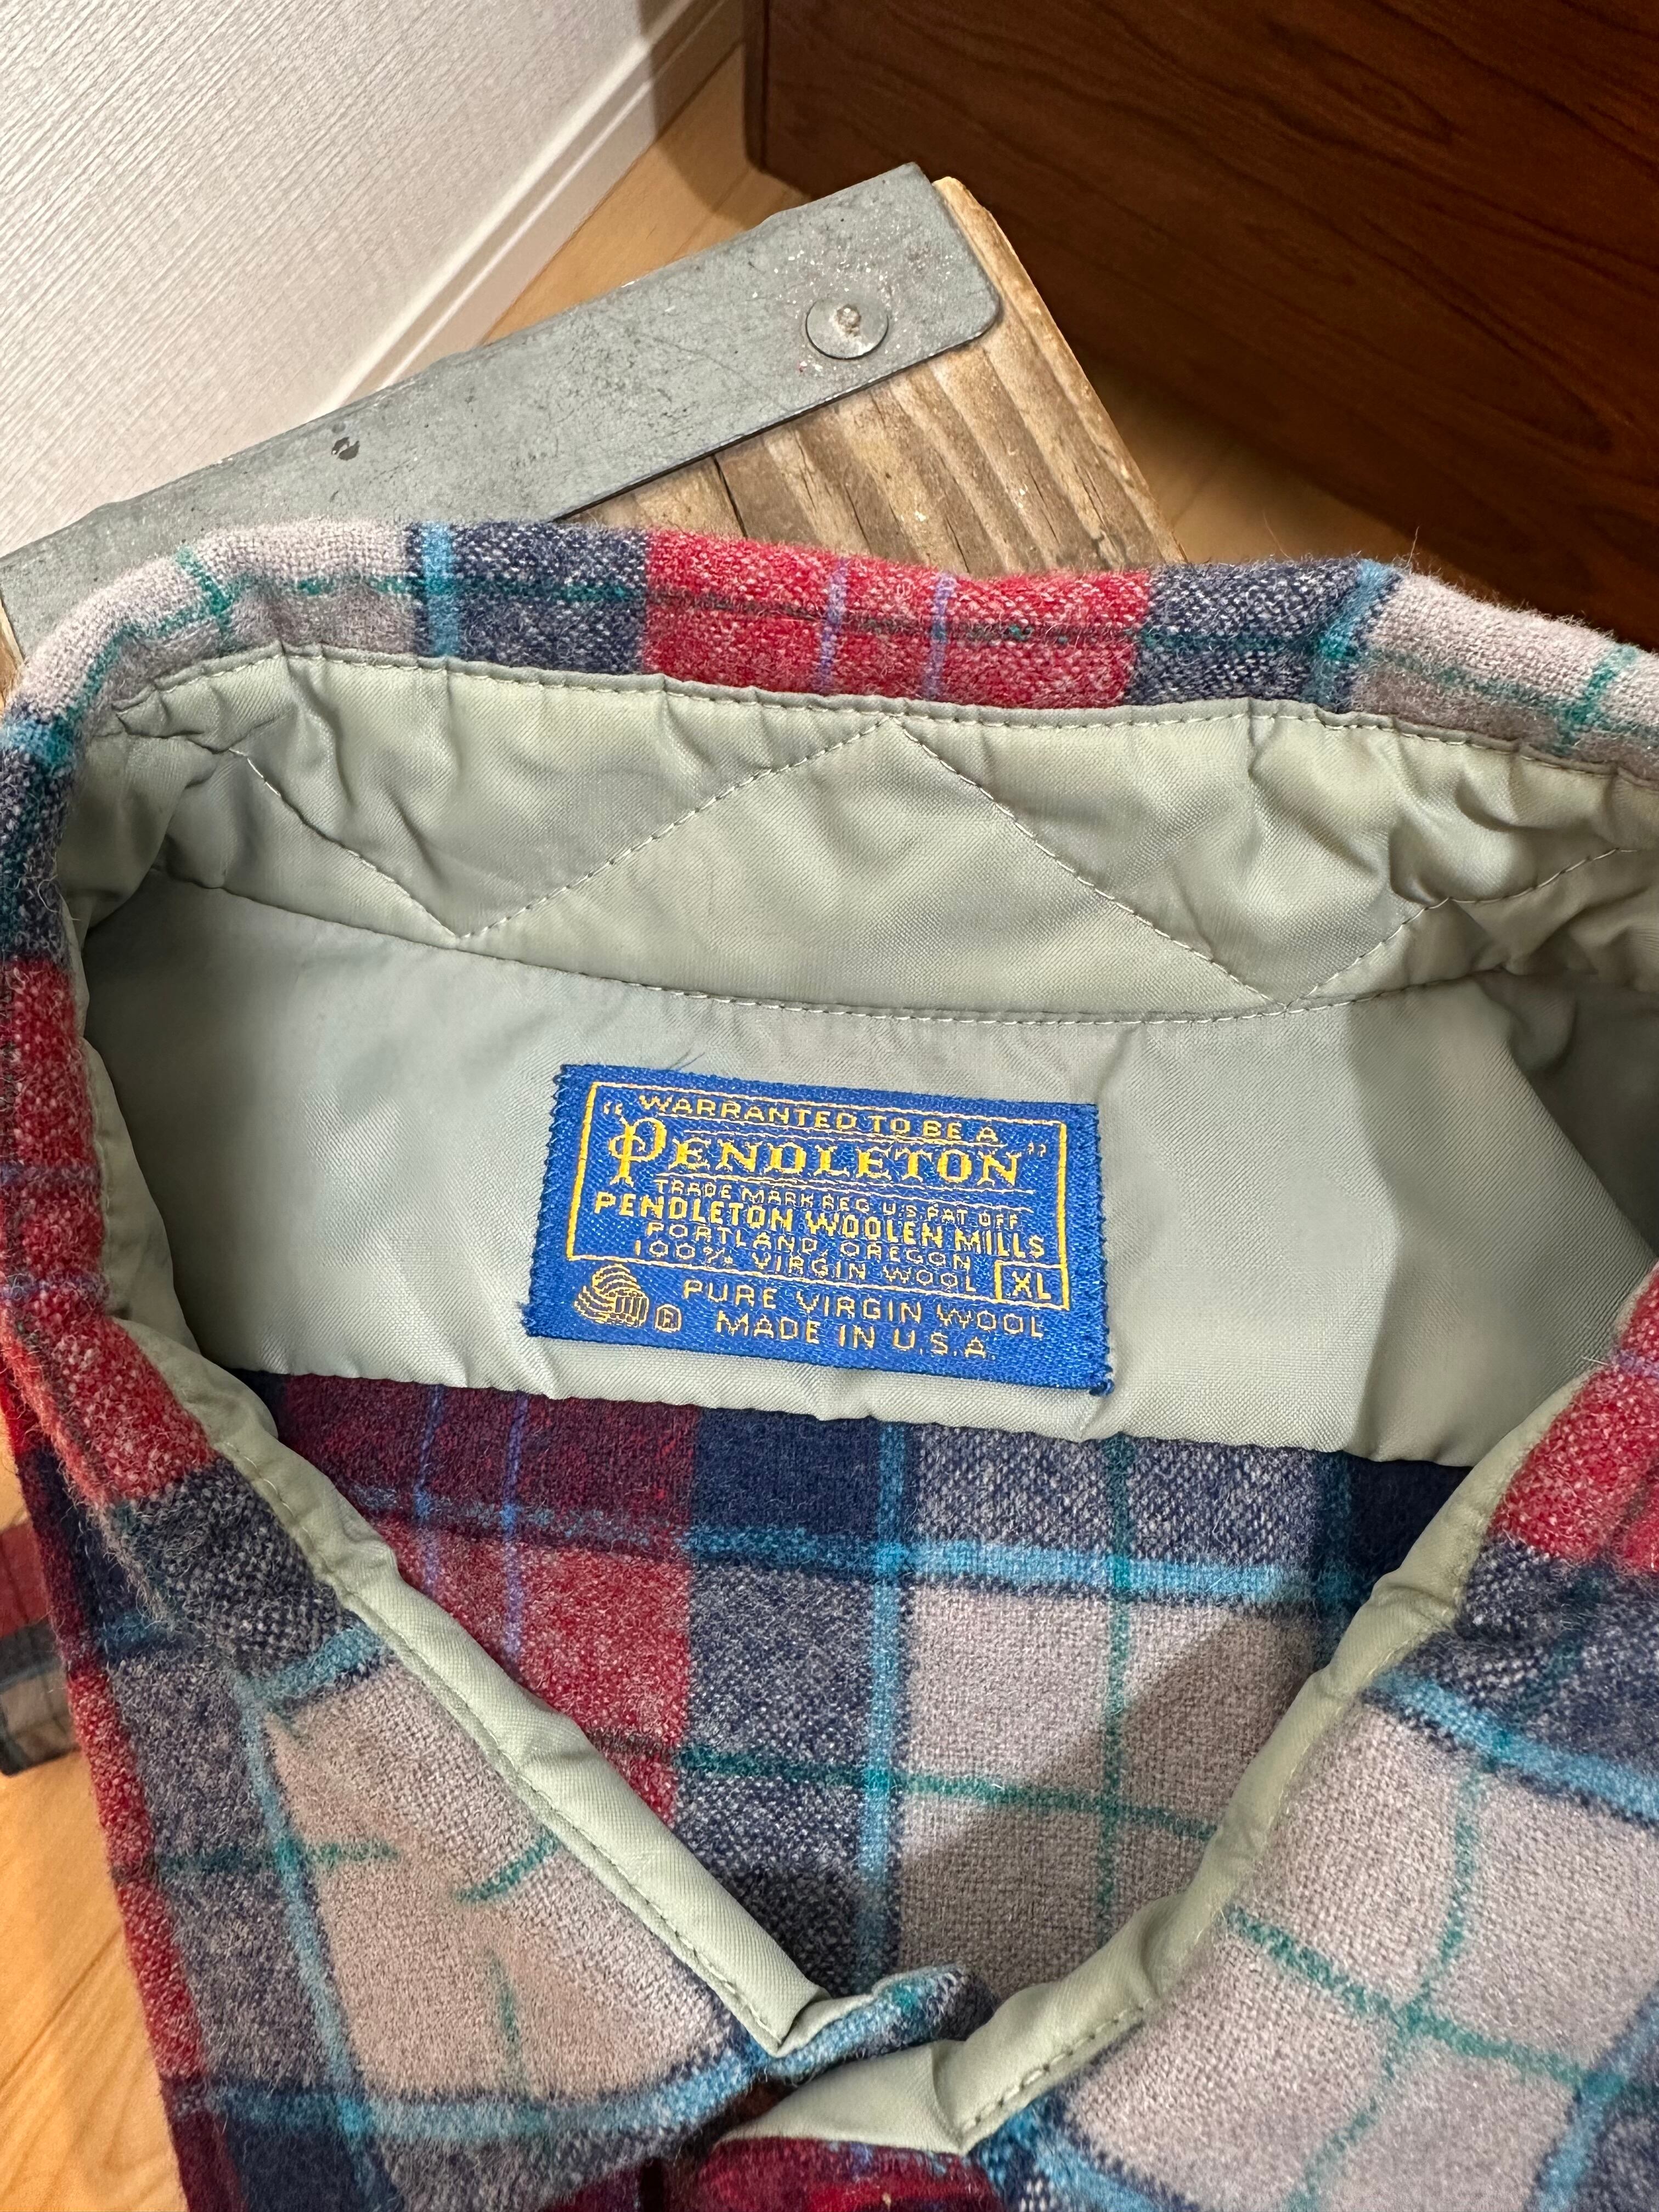 “WARRANTED TO BE A
PENDLETON”
TRADE MARK REG. U.S. PAT. OFF.
PENDLETON WOOLEN MILLS
PORTLAND, OREGON
100% VIRGIN WOOL XL
® PURE VIRGIN WOOL
MADE IN U.S.A.